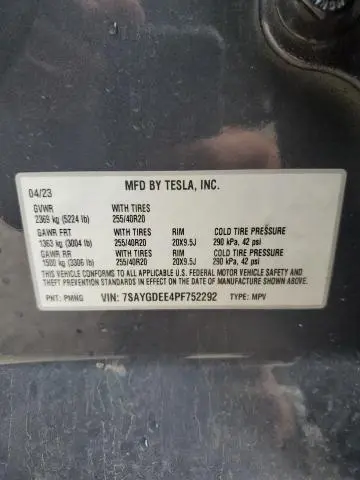 MFD BY TESLA, INC.
04/23
GVWR WITH TIRES
2369 kg (5224 lb) 255/40R20
GAWR FRT WITH TIRES RIM COLD TIRE PRESSURE
1363 kg (3004 lb) 255/40R20 20X9.5J 290 kPa, 42 psi
GAWR RR WITH TIRES RIM COLD TIRE PRESSURE
1500 kg (3306 lb) 255/40R20 20X9.5J 290 kPa, 42 psi
THIS VEHICLE CONFORMS TO ALL APPLICABLE U.S. FEDERAL MOTOR VEHICLE SAFETY AND
THEFT PREVENTION STANDARDS IN EFFECT ON THE DATE OF MANUFACTURE SHOWN ABOVE.
PNT: PMNG VIN: 7SAYGDEE4PF752292 TYPE: MPV